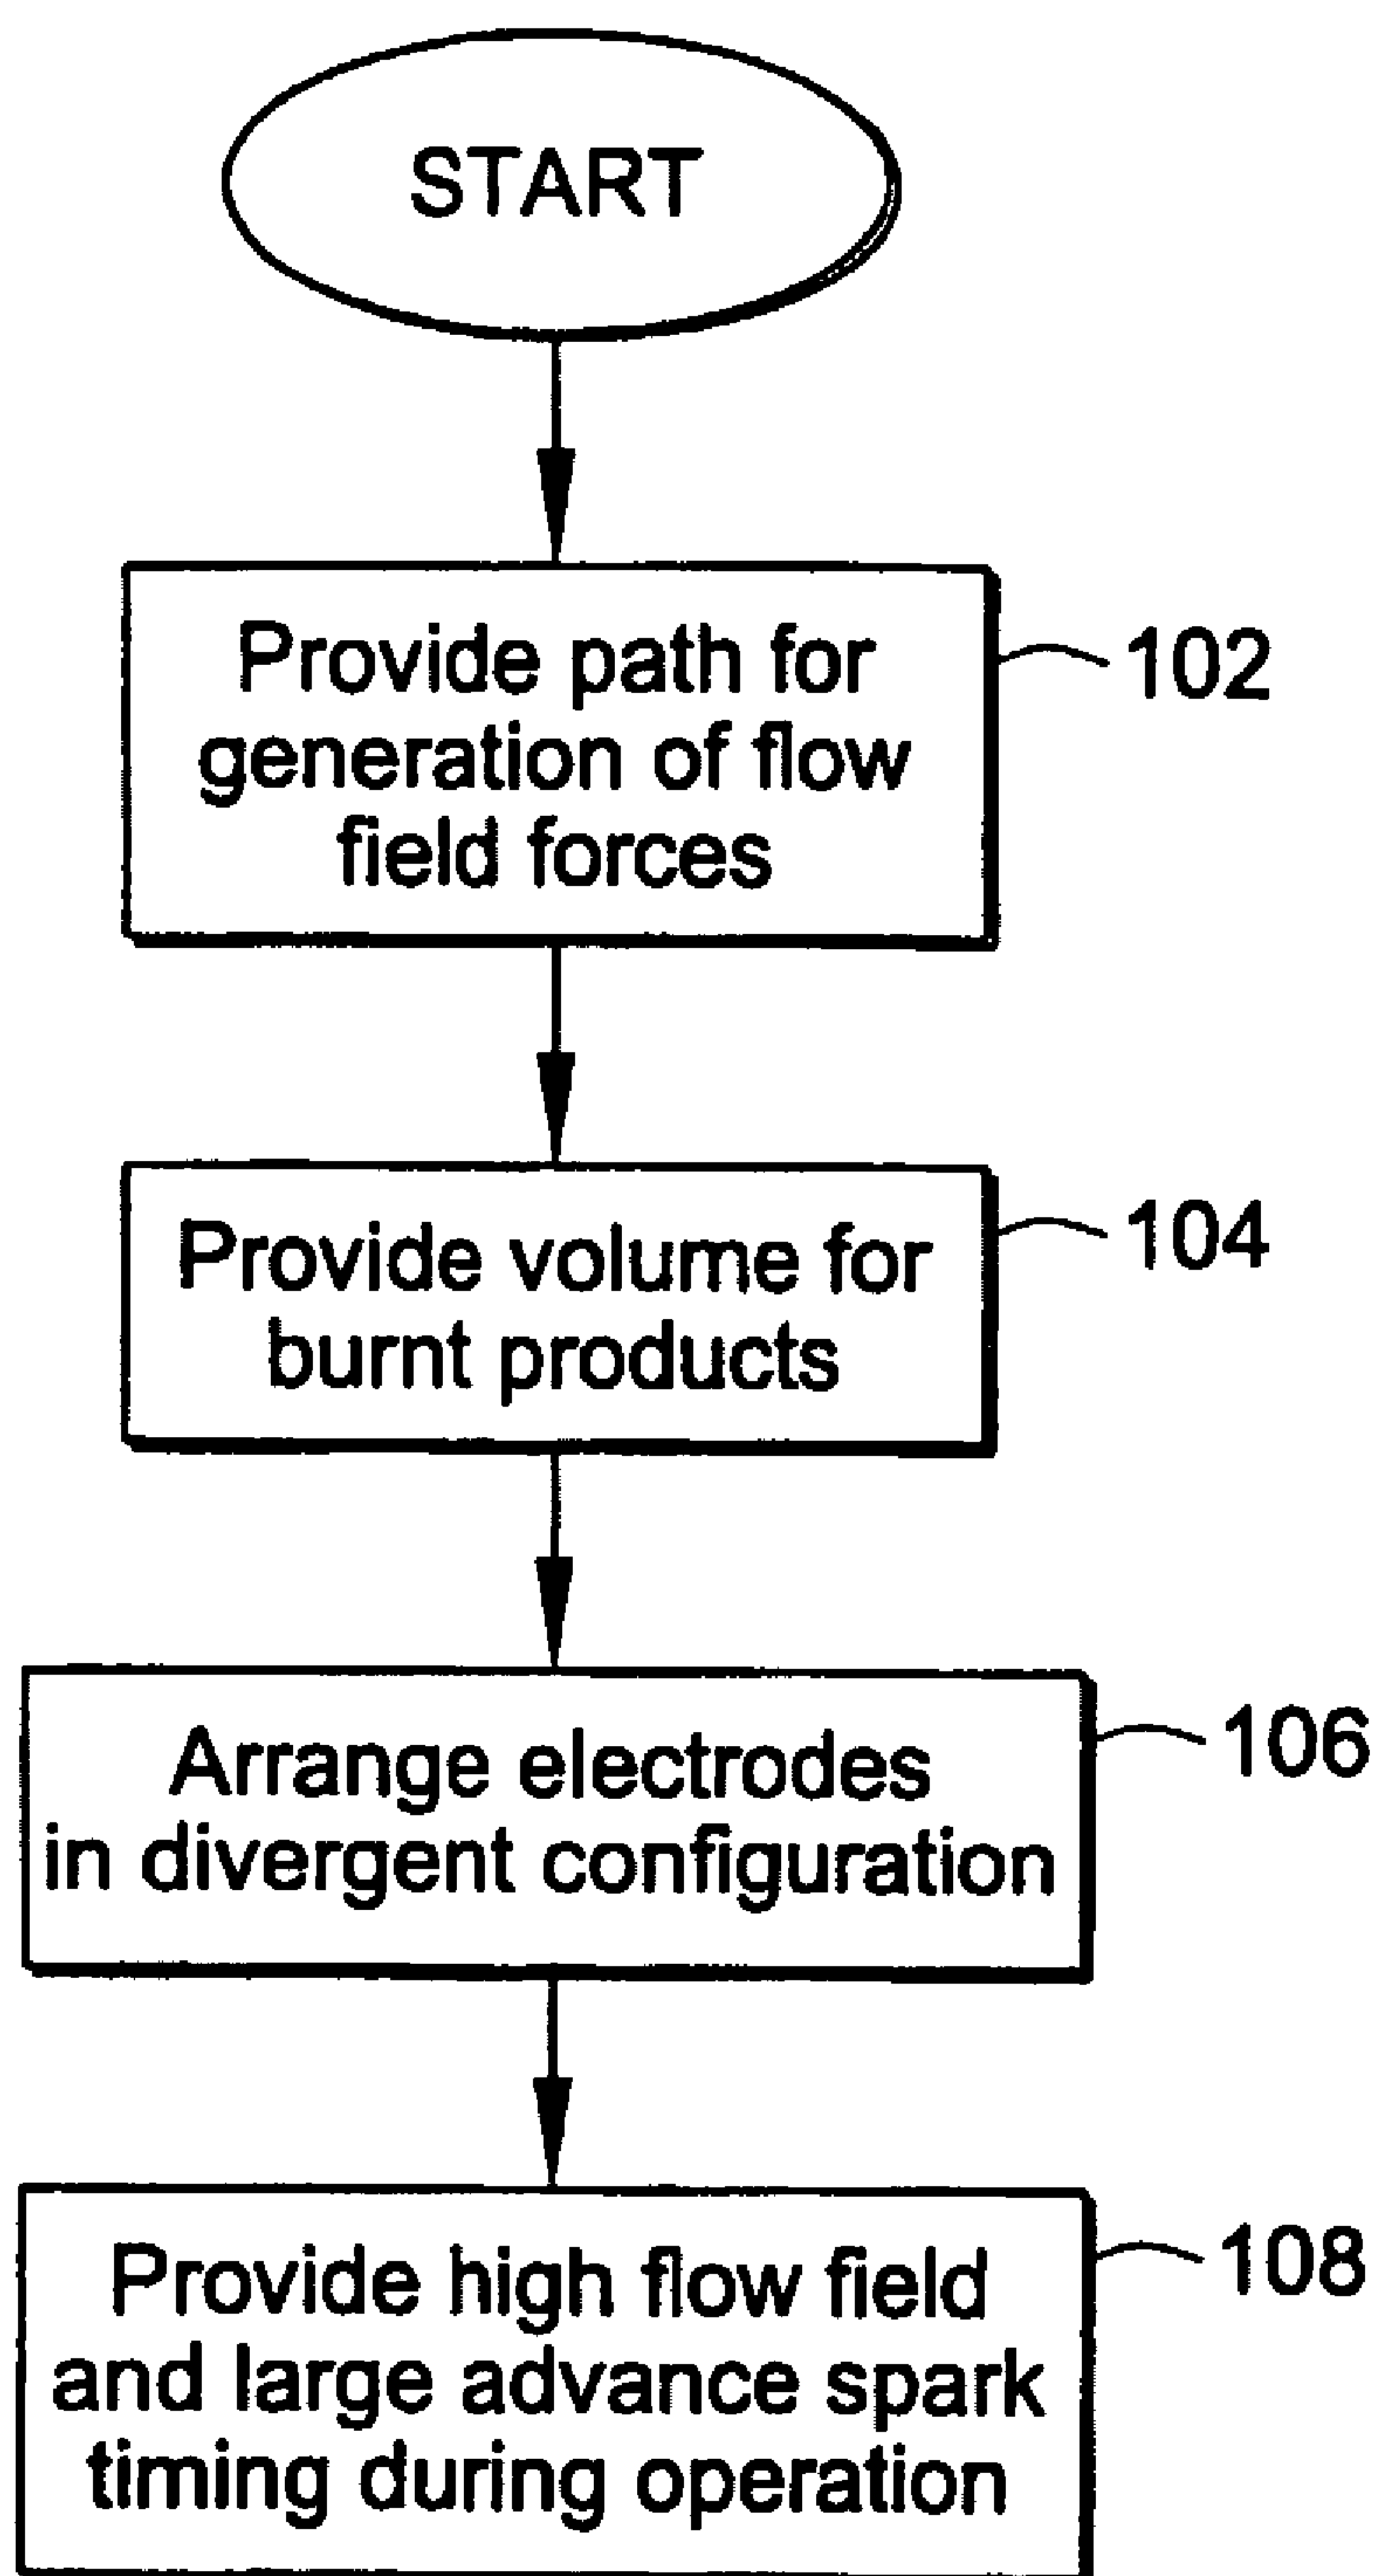 START
Provide path for
generation of flow
field forces
102
Provide volume for
burnt products
104
Arrange electrodes
in divergent configuration
106
Provide high flow field
and large advance spark
timing during operation
108